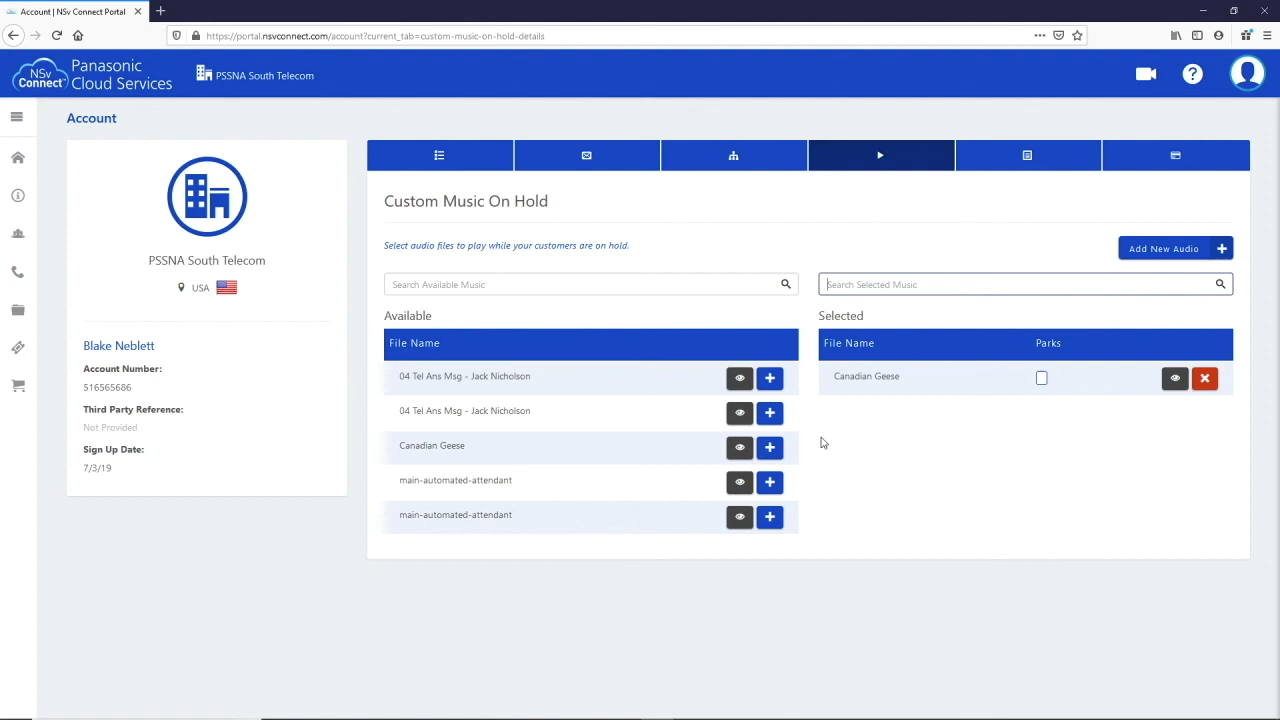 Account | NSv Connect Portal
https://portal.nsvconnect.com/account?current_tab=custom-music-on-hold-details
NSv
Connect
Panasonic
Cloud Services
PSSNA South Telecom
?
Account
PSSNA South Telecom
USA
Blake Neblett
Account Number:
516565686
Third Party Reference:
Not Provided
Sign Up Date:
7/3/19
Custom Music On Hold
Select audio files to play while your customers are on hold.
Add New Audio
Search Available Music
Search Selected Music
Available
Selected
File Name
File Name Parks
04 Tel Ans Msg - Jack Nicholson
Canadian Geese
04 Tel Ans Msg - Jack Nicholson
Canadian Geese
main-automated-attendant
main-automated-attendant